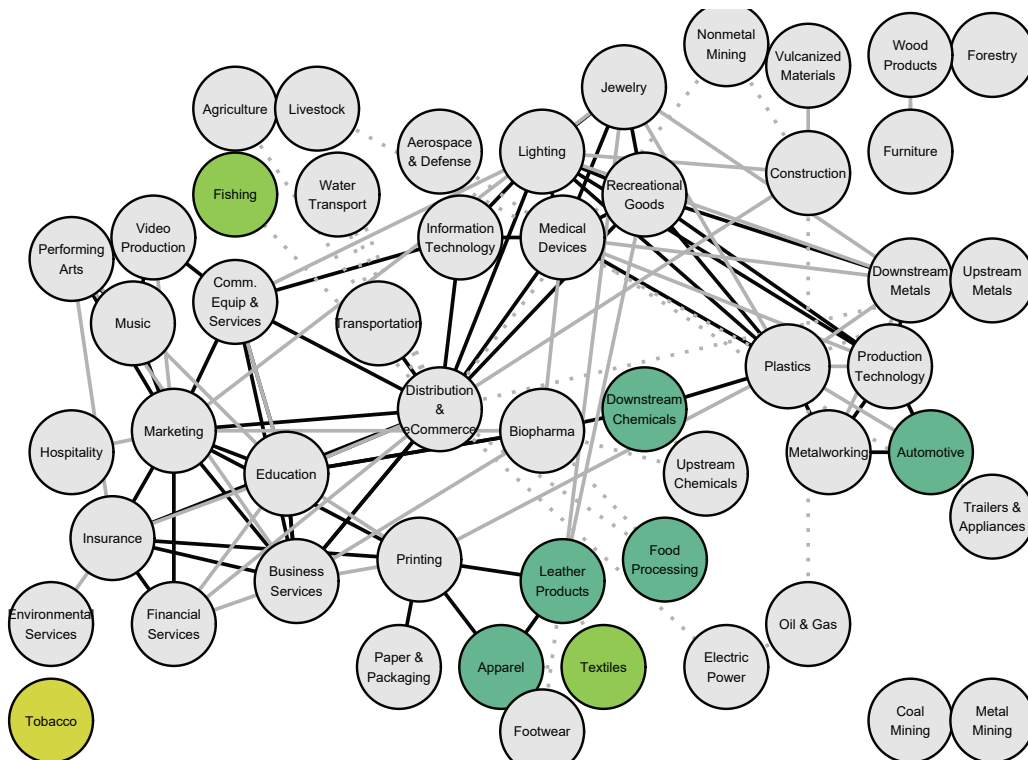 Nonmetal
Mining
Vulcanized
Materials
Wood
Products
Forestry
Jewelry
Agriculture
Livestock
Aerospace
& Defense
Lighting
Furniture
Construction
Fishing
Water
Transport
Recreational
Goods
Video
Production
Performing
Arts
Information
Technology
Medical
Devices
Comm.
Equip &
Services
Downstream
Metals
Upstream
Metals
Music
Transportation
Plastics
Production
Technology
Distribution
&
eCommerce
Downstream
Chemicals
Marketing
Biopharma
Hospitality
Education
Upstream
Chemicals
Metalworking
Automotive
Trailers &
Appliances
Insurance
Printing
Food
Processing
Business
Services
Leather
Products
Environmental
Services
Financial
Services
Oil & Gas
Paper &
Packaging
Apparel
Textiles
Electric
Power
Tobacco
Footwear
Coal
Mining
Metal
Mining